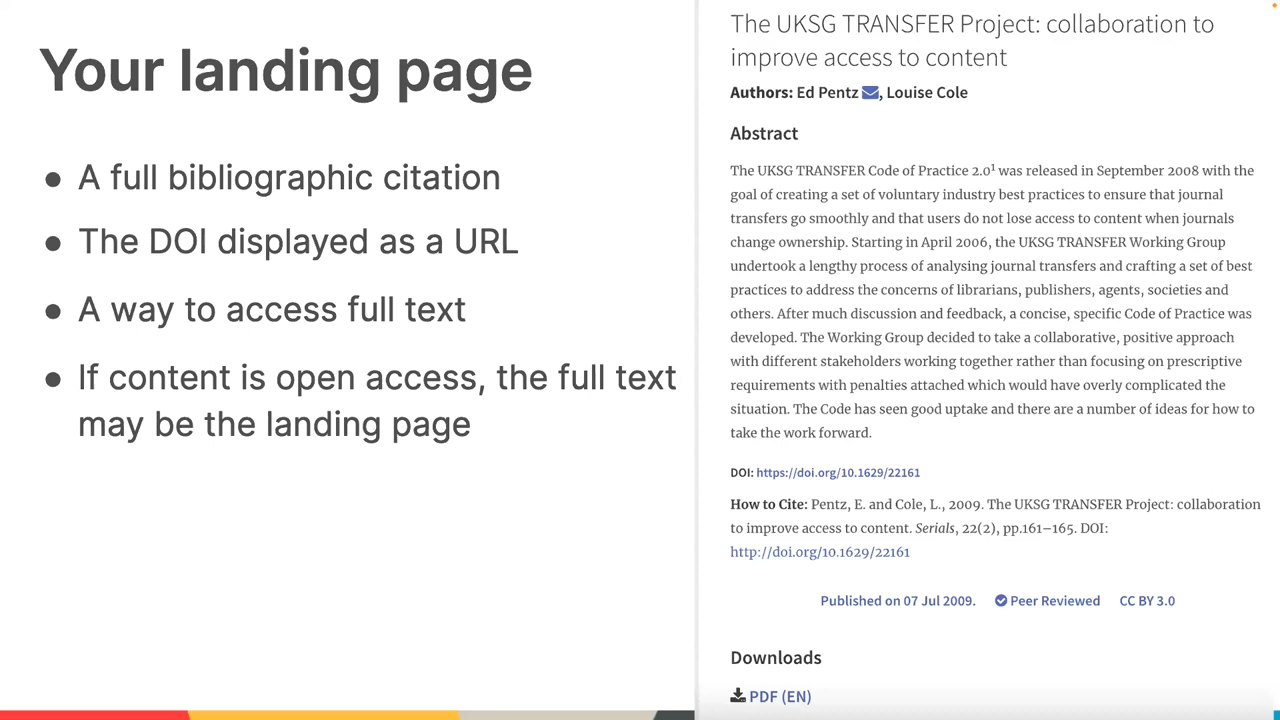 Your landing page
● A full bibliographic citation
● The DOI displayed as a URL
● A way to access full text
● If content is open access, the full text
may be the landing page
The UKSG TRANSFER Project: collaboration to
improve access to content
Authors: Ed Pentz, Louise Cole
Abstract
The UKSG TRANSFER Code of Practice 2.0¹ was released in September 2008 with the
goal of creating a set of voluntary industry best practices to ensure that journal
transfers go smoothly and that users do not lose access to content when journals
change ownership. Starting in April 2006, the UKSG TRANSFER Working Group
undertook a lengthy process of analysing journal transfers and crafting a set of best
practices to address the concerns of librarians, publishers, agents, societies and
others. After much discussion and feedback, a concise, specific Code of Practice was
developed. The Working Group decided to take a collaborative, positive approach
with different stakeholders working together rather than focusing on prescriptive
requirements with penalties attached which would have overly complicated the
situation. The Code has seen good uptake and there are a number of ideas for how to
take the work forward.
DOI: https://doi.org/10.1629/22161
How to Cite: Pentz, E. and Cole, L., 2009. The UKSG TRANSFER Project: collaboration
to improve access to content. Serials, 22(2), pp.161–165. DOI:
http://doi.org/10.1629/22161
Published on 07 Jul 2009. Peer Reviewed CC BY 3.0
Downloads
PDF (EN)